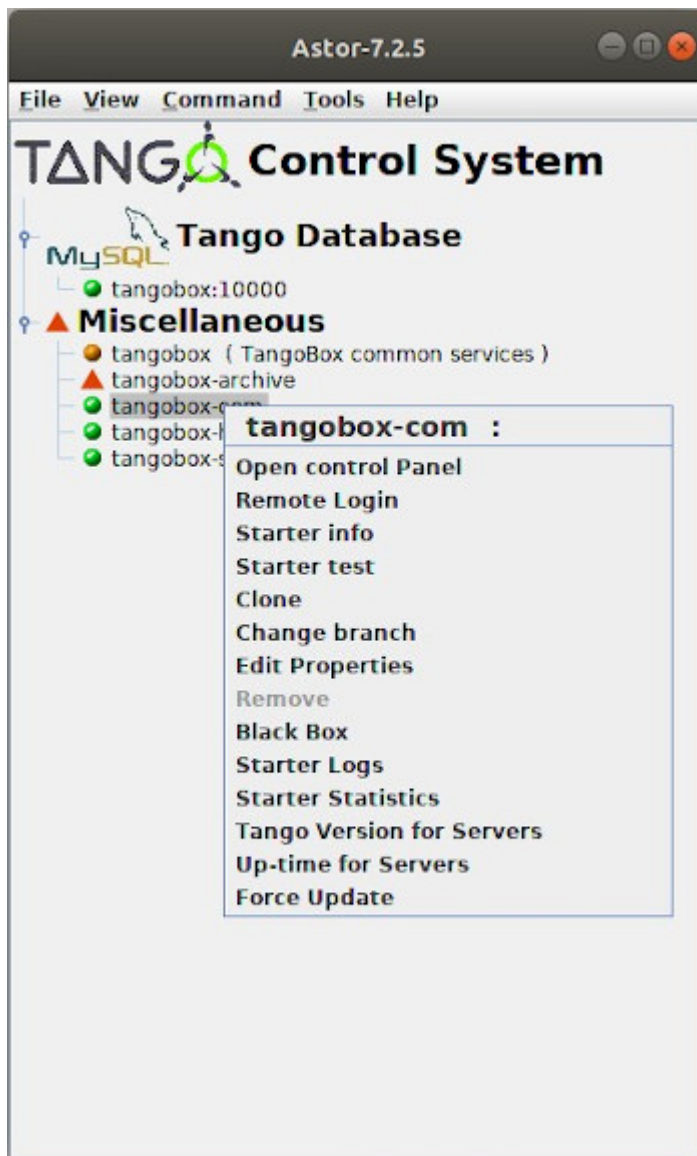 Astor-7.2.5
File View Command Tools Help
TANGO Control System
MySQL Tango Database
tangobox:10000
Miscellaneous
tangobox ( TangoBox common services )
tangobox-archive
tangobox-com
tangobox-
tangobox-s
tangobox-com :
Open control Panel
Remote Login
Starter info
Starter test
Clone
Change branch
Edit Properties
Remove
Black Box
Starter Logs
Starter Statistics
Tango Version for Servers
Up-time for Servers
Force Update